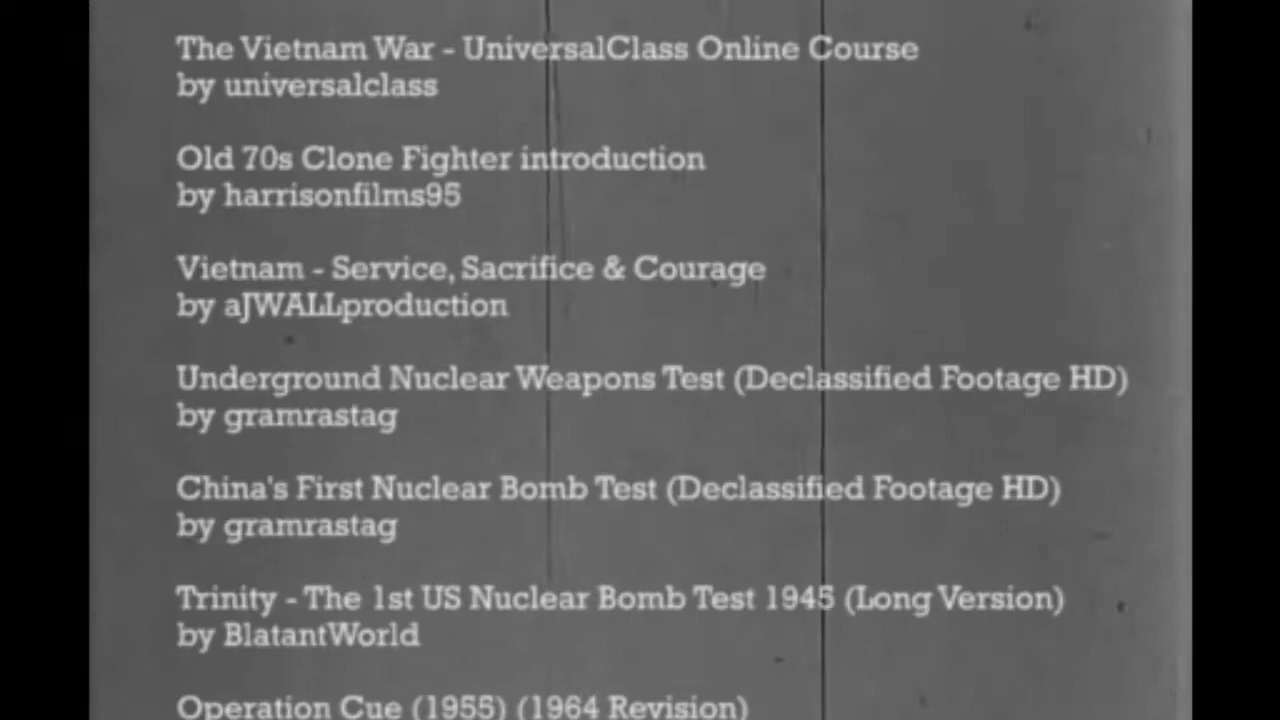 The Vietnam War - UniversalClass Online Course
by universalclass
Old 70s Clone Fighter introduction
by harrisonfilms95
Vietnam - Service, Sacrifice & Courage
by aJWALLproduction
Underground Nuclear Weapons Test (Declassified Footage HD)
by gramrastag
China's First Nuclear Bomb Test (Declassified Footage HD)
by gramrastag
Trinity - The 1st US Nuclear Bomb Test 1945 (Long Version)
by BlatantWorld
Operation Cue (1955) (1964 Revision)